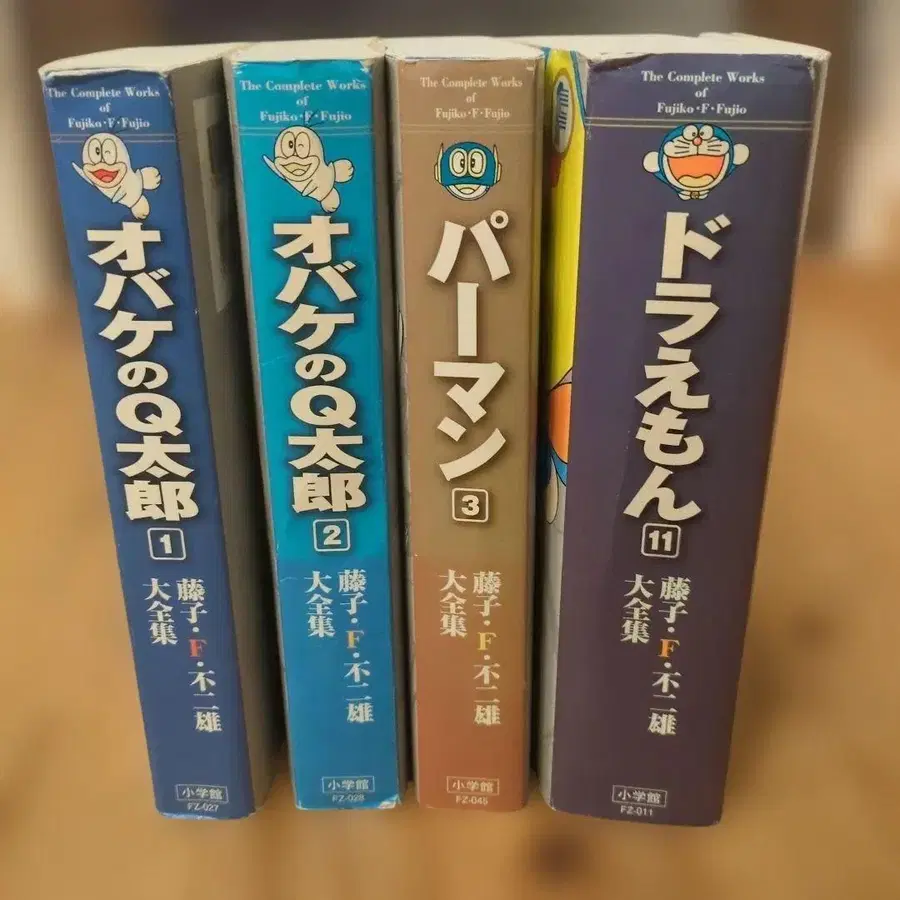 The Complete Works
of
Fujiko・F・Fujio
オバケのQ太郎
1
藤子・F・不二雄
大全集
小学館
FZ-027
The Complete Works
of
Fujiko・F・Fujio
オバケのQ太郎
2
藤子・F・不二雄
大全集
小学館
FZ-028
The Complete Works
of
Fujiko・F・Fujio
パーマン
3
藤子・F・不二雄
大全集
小学館
FZ-045
The Complete Works
of
Fujiko・F・Fujio
ドラえもん
11
藤子・F・不二雄
大全集
小学館
FZ-011